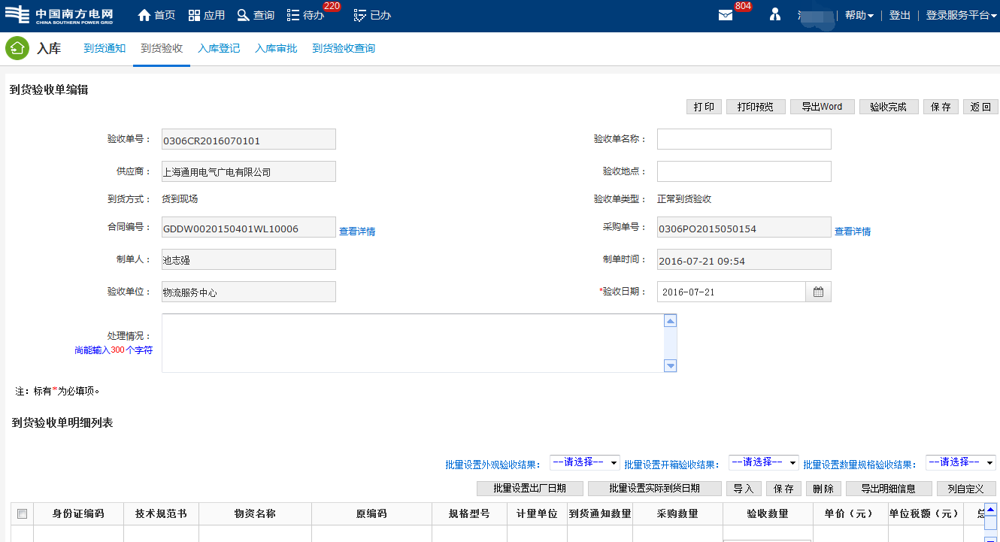 中国南方电网 首页 应用 查询 待办 220 已办 804 帮助 登出 登录服务平台
CHINA SOUTHERN POWER GRID
入库 到货通知 到货验收 入库登记 入库审批 到货验收查询
到货验收单编辑
打 印 打印预览 导出Word 验收完成 保 存 返 回
验收单号： 0306CR2016070101 验收单名称：
供应商： 上海通用电气广电有限公司 验收地点：
到货方式： 货到现场 验收单类型： 正常到货验收
合同编号： GDDW0020150401WL10006 查看详情 采购单号： 0306PO2015050154 查看详情
制单人： 池志强 制单时间： 2016-07-21 09:54
验收单位： 物流服务中心 *验收日期： 2016-07-21
处理情况：
尚能输入300个字符
注：标有*为必填项。
到货验收单明细列表
批量设置外观验收结果： --请选择-- 批量设置开箱验收结果： --请选择-- 批量设置数量规格验收结果： --请选择--
批量设置出厂日期 批量设置实际到货日期 导 入 保 存 删 除 导出明细信息 列自定义
身份证编码 技术规范书 物资名称 原编码 规格型号 计量单位 到货通知数量 采购数量 验收数量 单价（元） 单位税额（元） 总